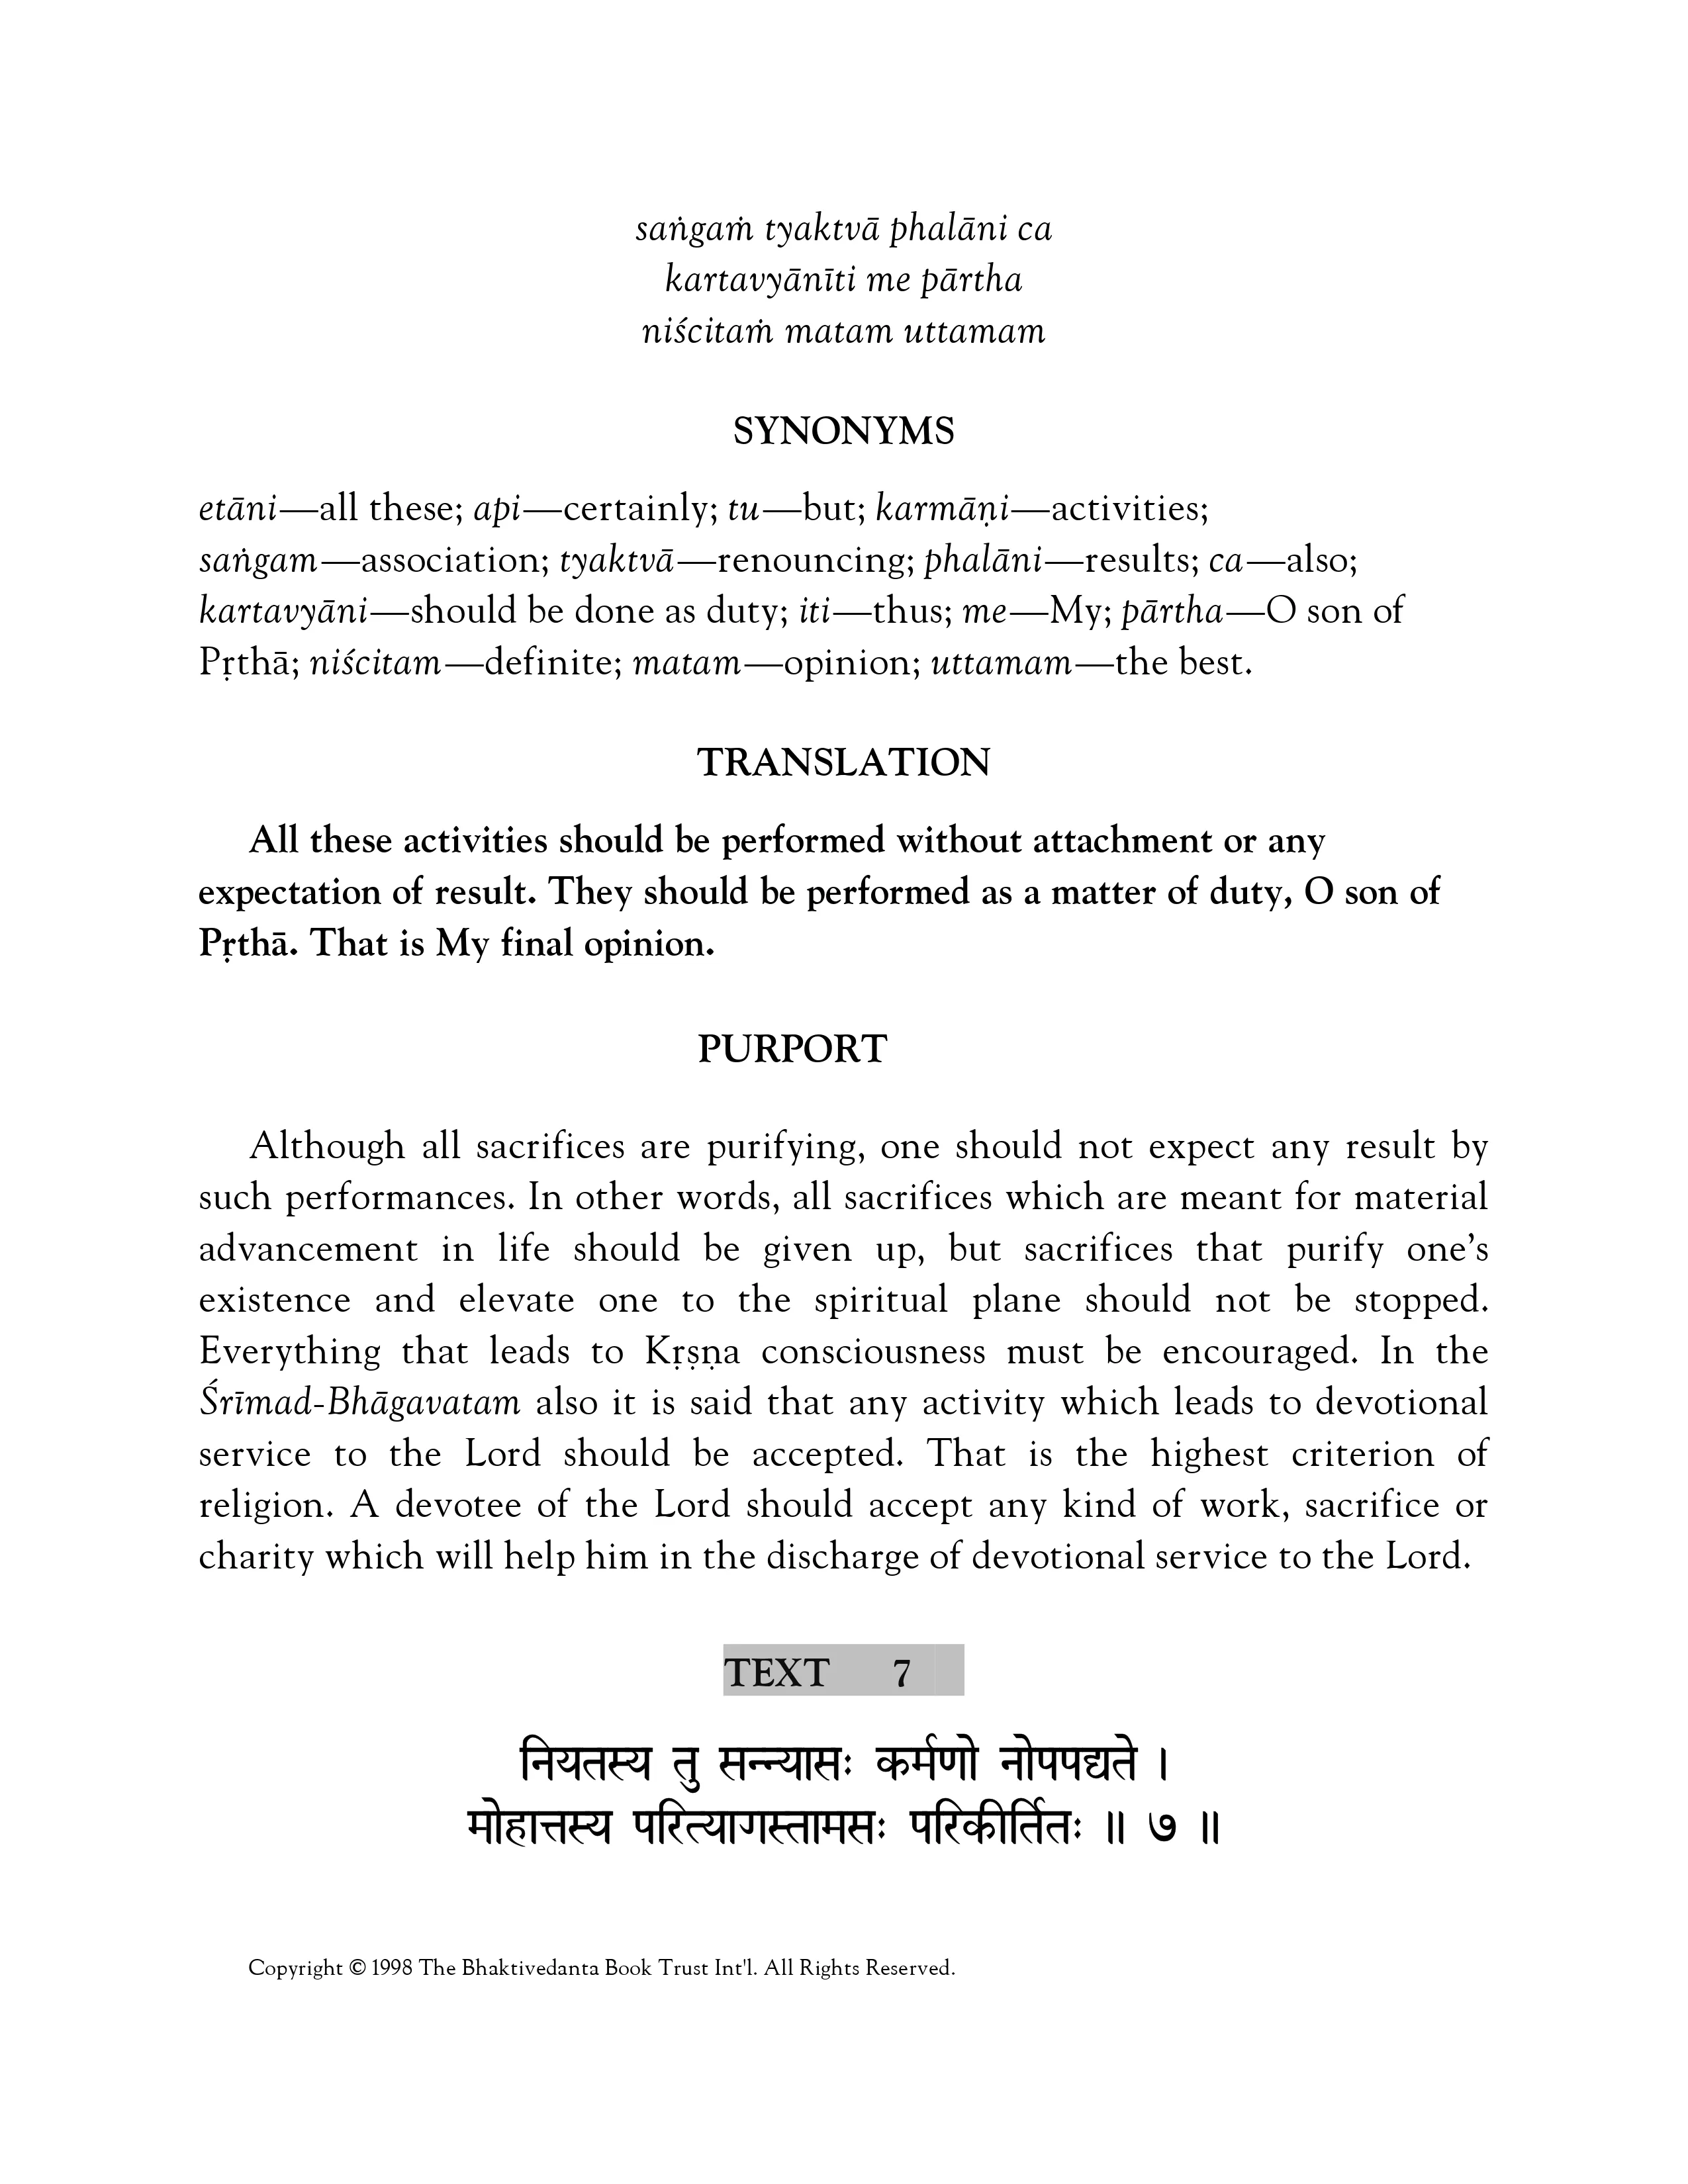 saṅgaṁ tyaktvā phalāni ca
kartavyānīti me pārtha
niścitaṁ matam uttamam
SYNONYMS
etāni—all these; api—certainly; tu—but; karmāṇi—activities;
saṅgam—association; tyaktvā—renouncing; phalāni—results; ca—also;
kartavyāni—should be done as duty; iti—thus; me—My; pārtha—O son of
Pṛthā; niścitam—definite; matam—opinion; uttamam—the best.
TRANSLATION
All these activities should be performed without attachment or any
expectation of result. They should be performed as a matter of duty, O son of
Pṛthā. That is My final opinion.
PURPORT
Although all sacrifices are purifying, one should not expect any result by
such performances. In other words, all sacrifices which are meant for material
advancement in life should be given up, but sacrifices that purify one’s
existence and elevate one to the spiritual plane should not be stopped.
Everything that leads to Kṛṣṇa consciousness must be encouraged. In the
Śrīmad-Bhāgavatam also it is said that any activity which leads to devotional
service to the Lord should be accepted. That is the highest criterion of
religion. A devotee of the Lord should accept any kind of work, sacrifice or
charity which will help him in the discharge of devotional service to the Lord.
TEXT 7
नियतस्य तु सन्न्यासः कर्मणो नोपपद्यते ।
मोहात्तस्य परित्यागस्तामसः परिकीर्तितः ॥ ७ ॥
Copyright © 1998 The Bhaktivedanta Book Trust Int'l. All Rights Reserved.